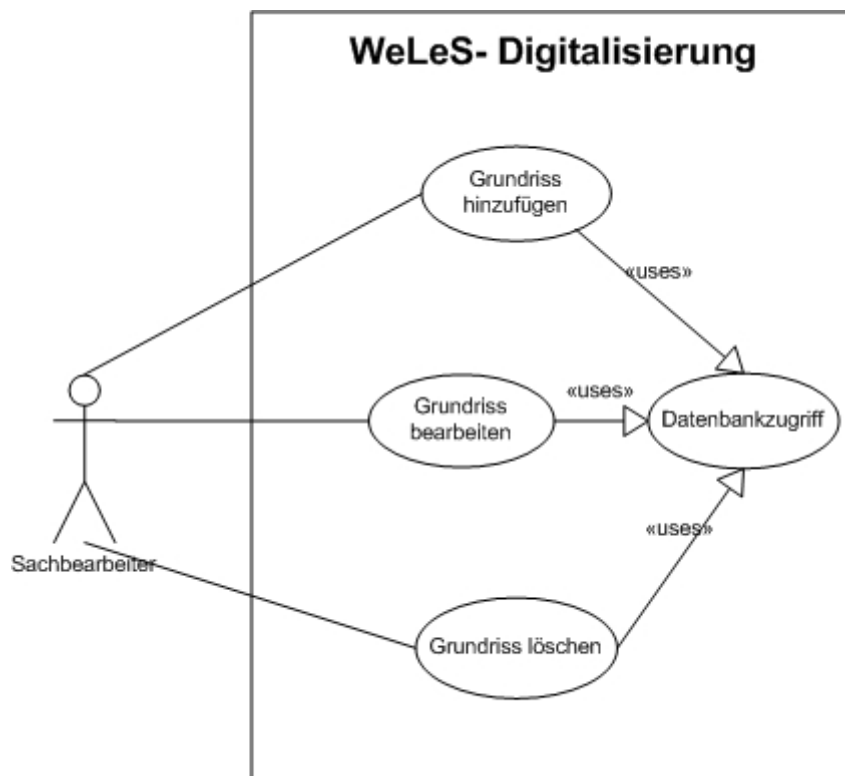 WeLeS- Digitalisierung
Grundriss
hinzufügen
«uses»
Grundriss
bearbeiten
«uses»
Datenbankzugriff
«uses»
Sachbearbeiter
Grundriss löschen